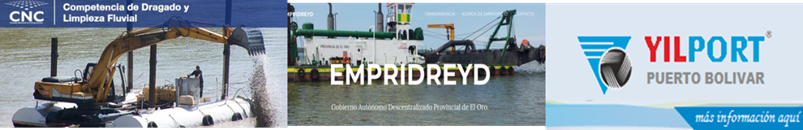 CNC
Competencia de Dragado y
Limpieza Fluvial
EMPRIDREYD
Gobierno Autónomo Descentralizado Provincial de El Oro
YILPORT®
PUERTO BOLIVAR
más información aquí